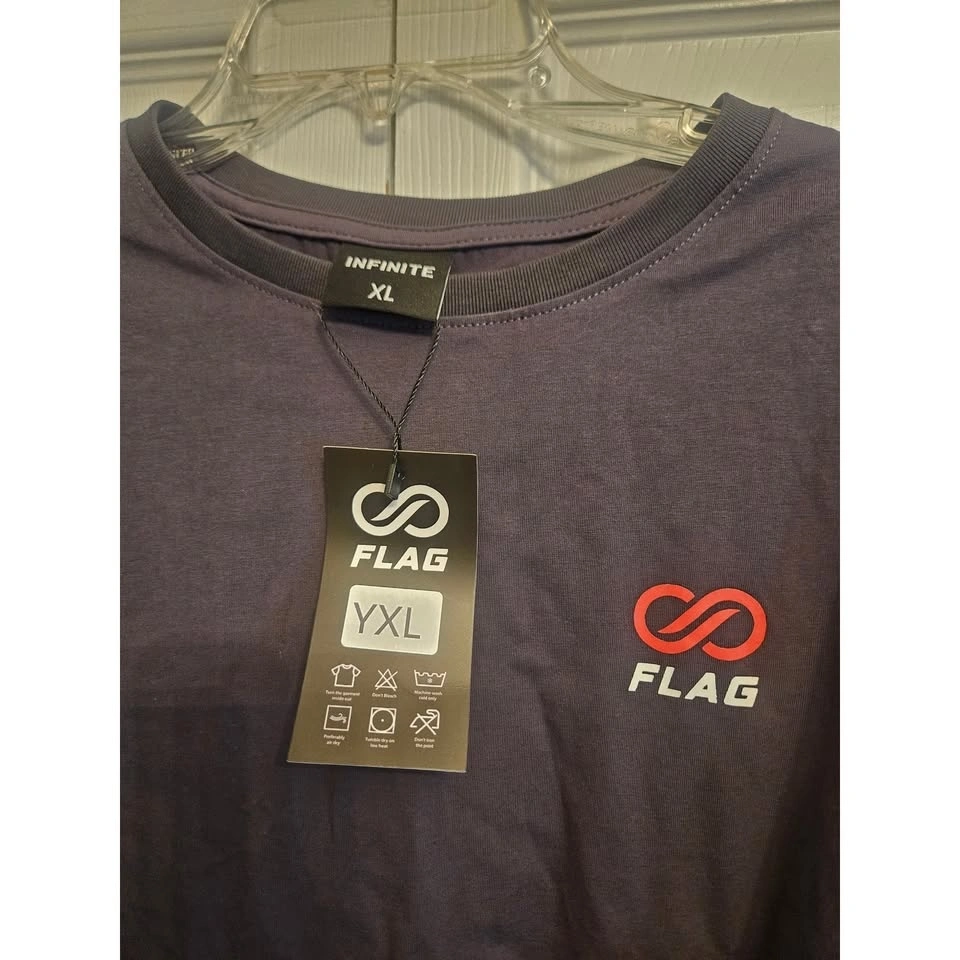 INFINITE
XL
FLAG
YXL
Turn the garment
inside out
Don't Bleach
Machine wash
cold only
Preferably
air dry
Tumble dry on
low heat
Don't iron
the print
FLAG